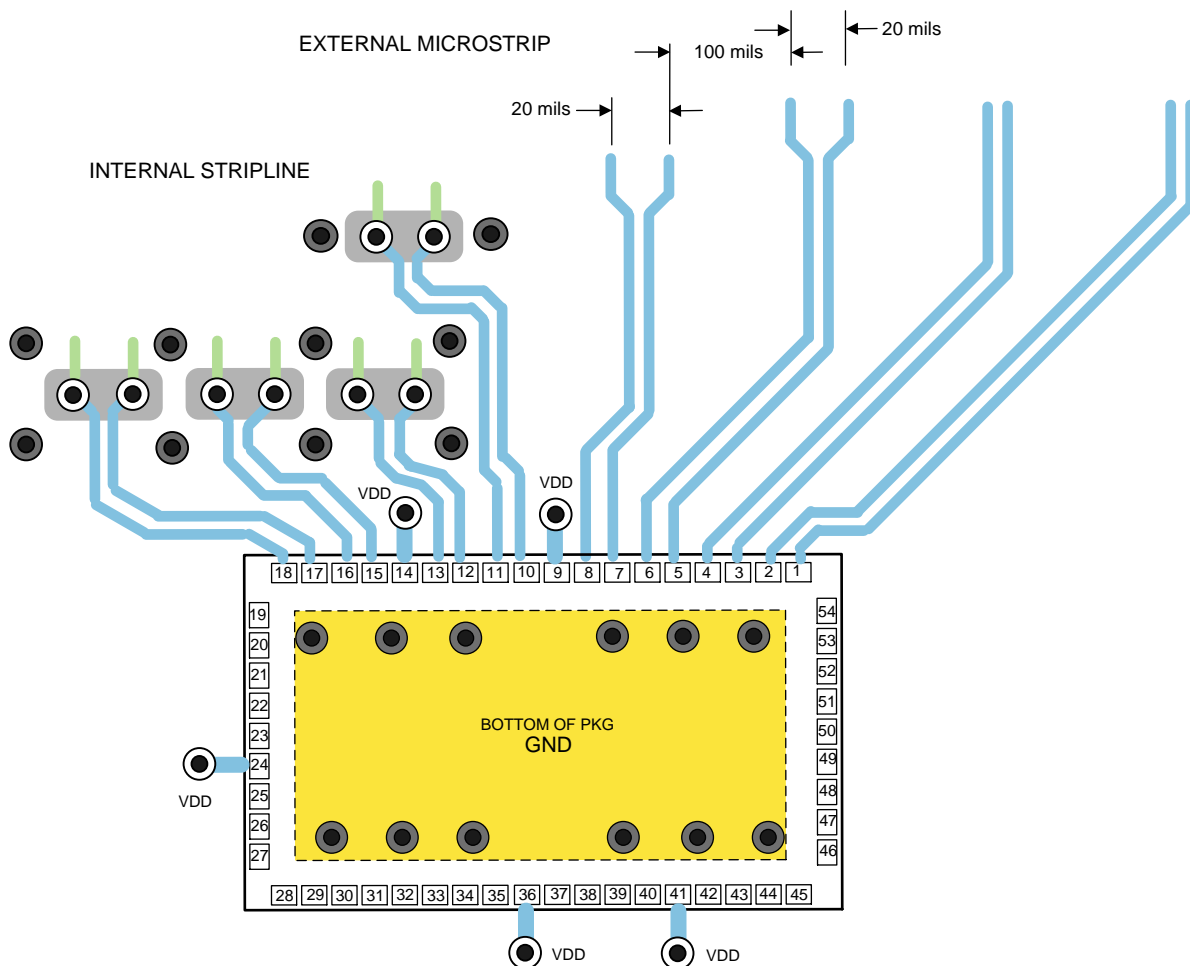 EXTERNAL MICROSTRIP
20 mils
100 mils
20 mils
INTERNAL STRIPLINE
VDD
VDD
18 17 16 15 14 13 12 11 10 9 8 7 6 5 4 3 2 1
19
20
21
22
23
24
25
26
27
54
53
52
51
50
49
48
47
46
BOTTOM OF PKG
GND
VDD
28 29 30 31 32 33 34 35 36 37 38 39 40 41 42 43 44 45
VDD
VDD